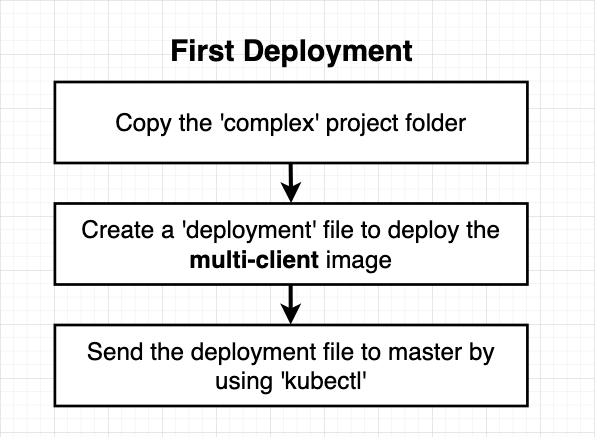 First Deployment
Copy the 'complex' project folder
Create a 'deployment' file to deploy the
multi-client image
Send the deployment file to master by
using 'kubectl'